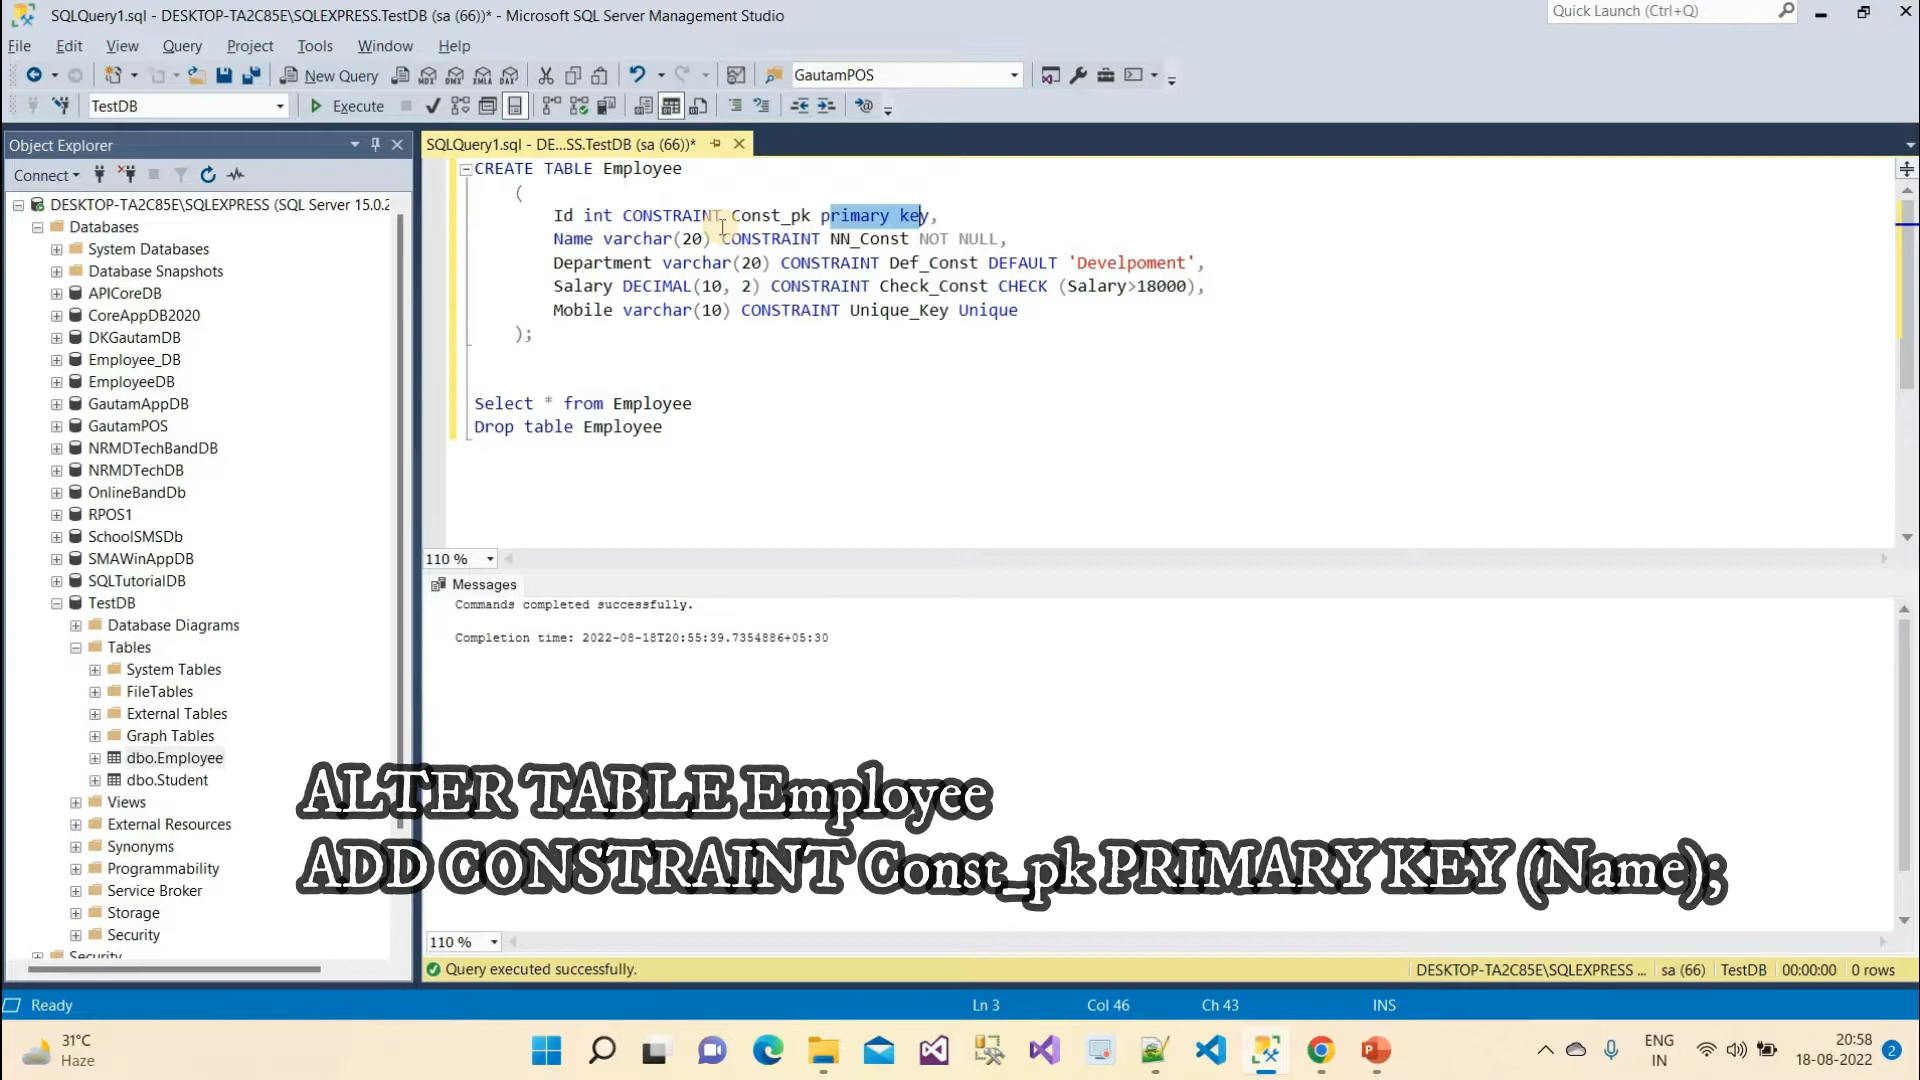 SQLQuery1.sql - DESKTOP-TA2C85E\SQLEXPRESS.TestDB (sa (66))* - Microsoft SQL Server Management Studio
Quick Launch (Ctrl+Q)
File Edit View Query Project Tools Window Help
New Query GautamPOS
TestDB Execute
Object Explorer
Connect
DESKTOP-TA2C85E\SQLEXPRESS (SQL Server 15.0.2
Databases
System Databases
Database Snapshots
APICoreDB
CoreAppDB2020
DKGautamDB
Employee_DB
EmployeeDB
GautamAppDB
GautamPOS
NRMDTechBandDB
NRMDTechDB
OnlineBandDb
RPOS1
SchoolSMSDb
SMAWinAppDB
SQLTutorialDB
TestDB
Database Diagrams
Tables
System Tables
FileTables
External Tables
Graph Tables
dbo.Employee
dbo.Student
Views
External Resources
Synonyms
Programmability
Service Broker
Storage
Security
Security
SQLQuery1.sql - DE...SS.TestDB (sa (66))*
CREATE TABLE Employee
(
Id int CONSTRAINT Const_pk primary key,
Name varchar(20) CONSTRAINT NN_Const NOT NULL,
Department varchar(20) CONSTRAINT Def_Const DEFAULT 'Develpoment',
Salary DECIMAL(10, 2) CONSTRAINT Check_Const CHECK (Salary>18000),
Mobile varchar(10) CONSTRAINT Unique_Key Unique
);
Select * from Employee
Drop table Employee
110 %
Messages
Commands completed successfully.
Completion time: 2022-08-18T20:55:39.7354886+05:30
ALTER TABLE Employee
ADD CONSTRAINT Const_pk PRIMARY KEY (Name);
110 %
Query executed successfully. DESKTOP-TA2C85E\SQLEXPRESS ... sa (66) TestDB 00:00:00 0 rows
Ready Ln 3 Col 46 Ch 43 INS
31°C
Haze
ENG
IN
20:58
18-08-2022
2